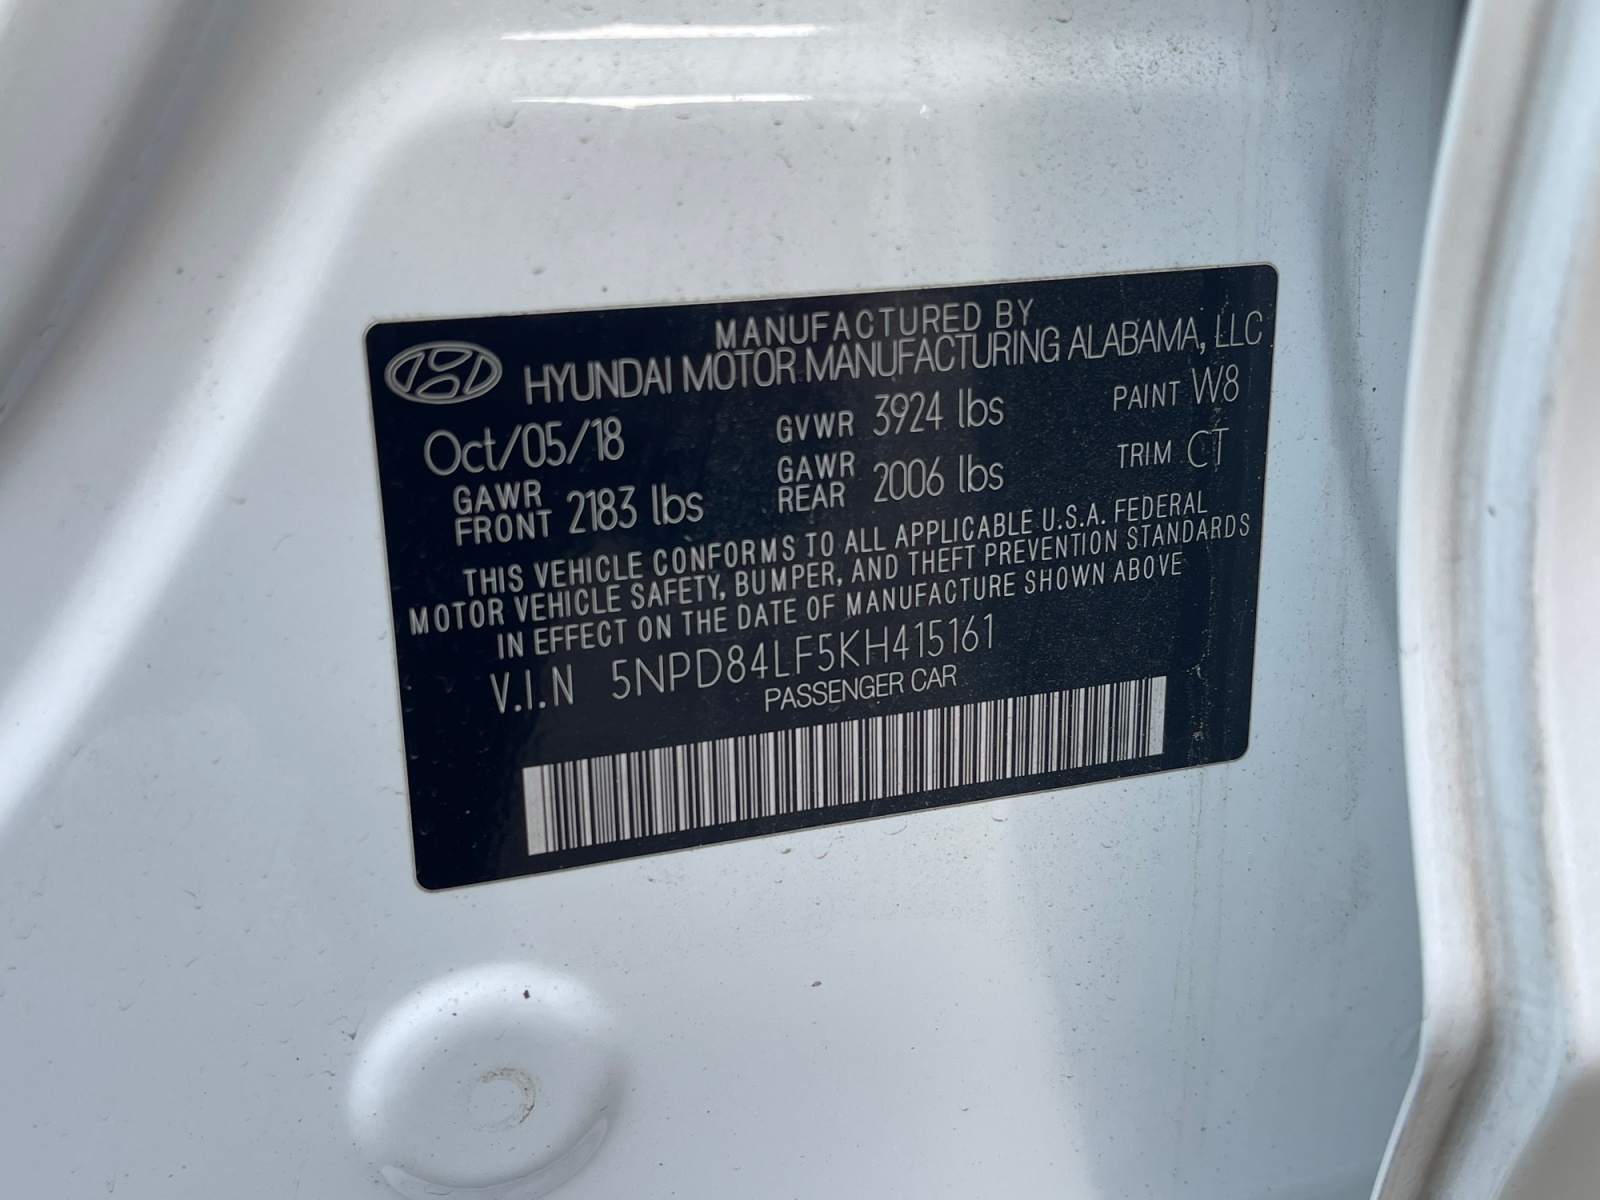 MANUFACTURED BY
HYUNDAI MOTOR MANUFACTURING ALABAMA, LLC
Oct/05/18 GVWR 3924 lbs PAINT W8
GAWR FRONT 2183 lbs GAWR REAR 2006 lbs TRIM CT
THIS VEHICLE CONFORMS TO ALL APPLICABLE U.S.A. FEDERAL
MOTOR VEHICLE SAFETY, BUMPER, AND THEFT PREVENTION STANDARDS
IN EFFECT ON THE DATE OF MANUFACTURE SHOWN ABOVE
V.I.N 5NPD84LF5KH415161
PASSENGER CAR